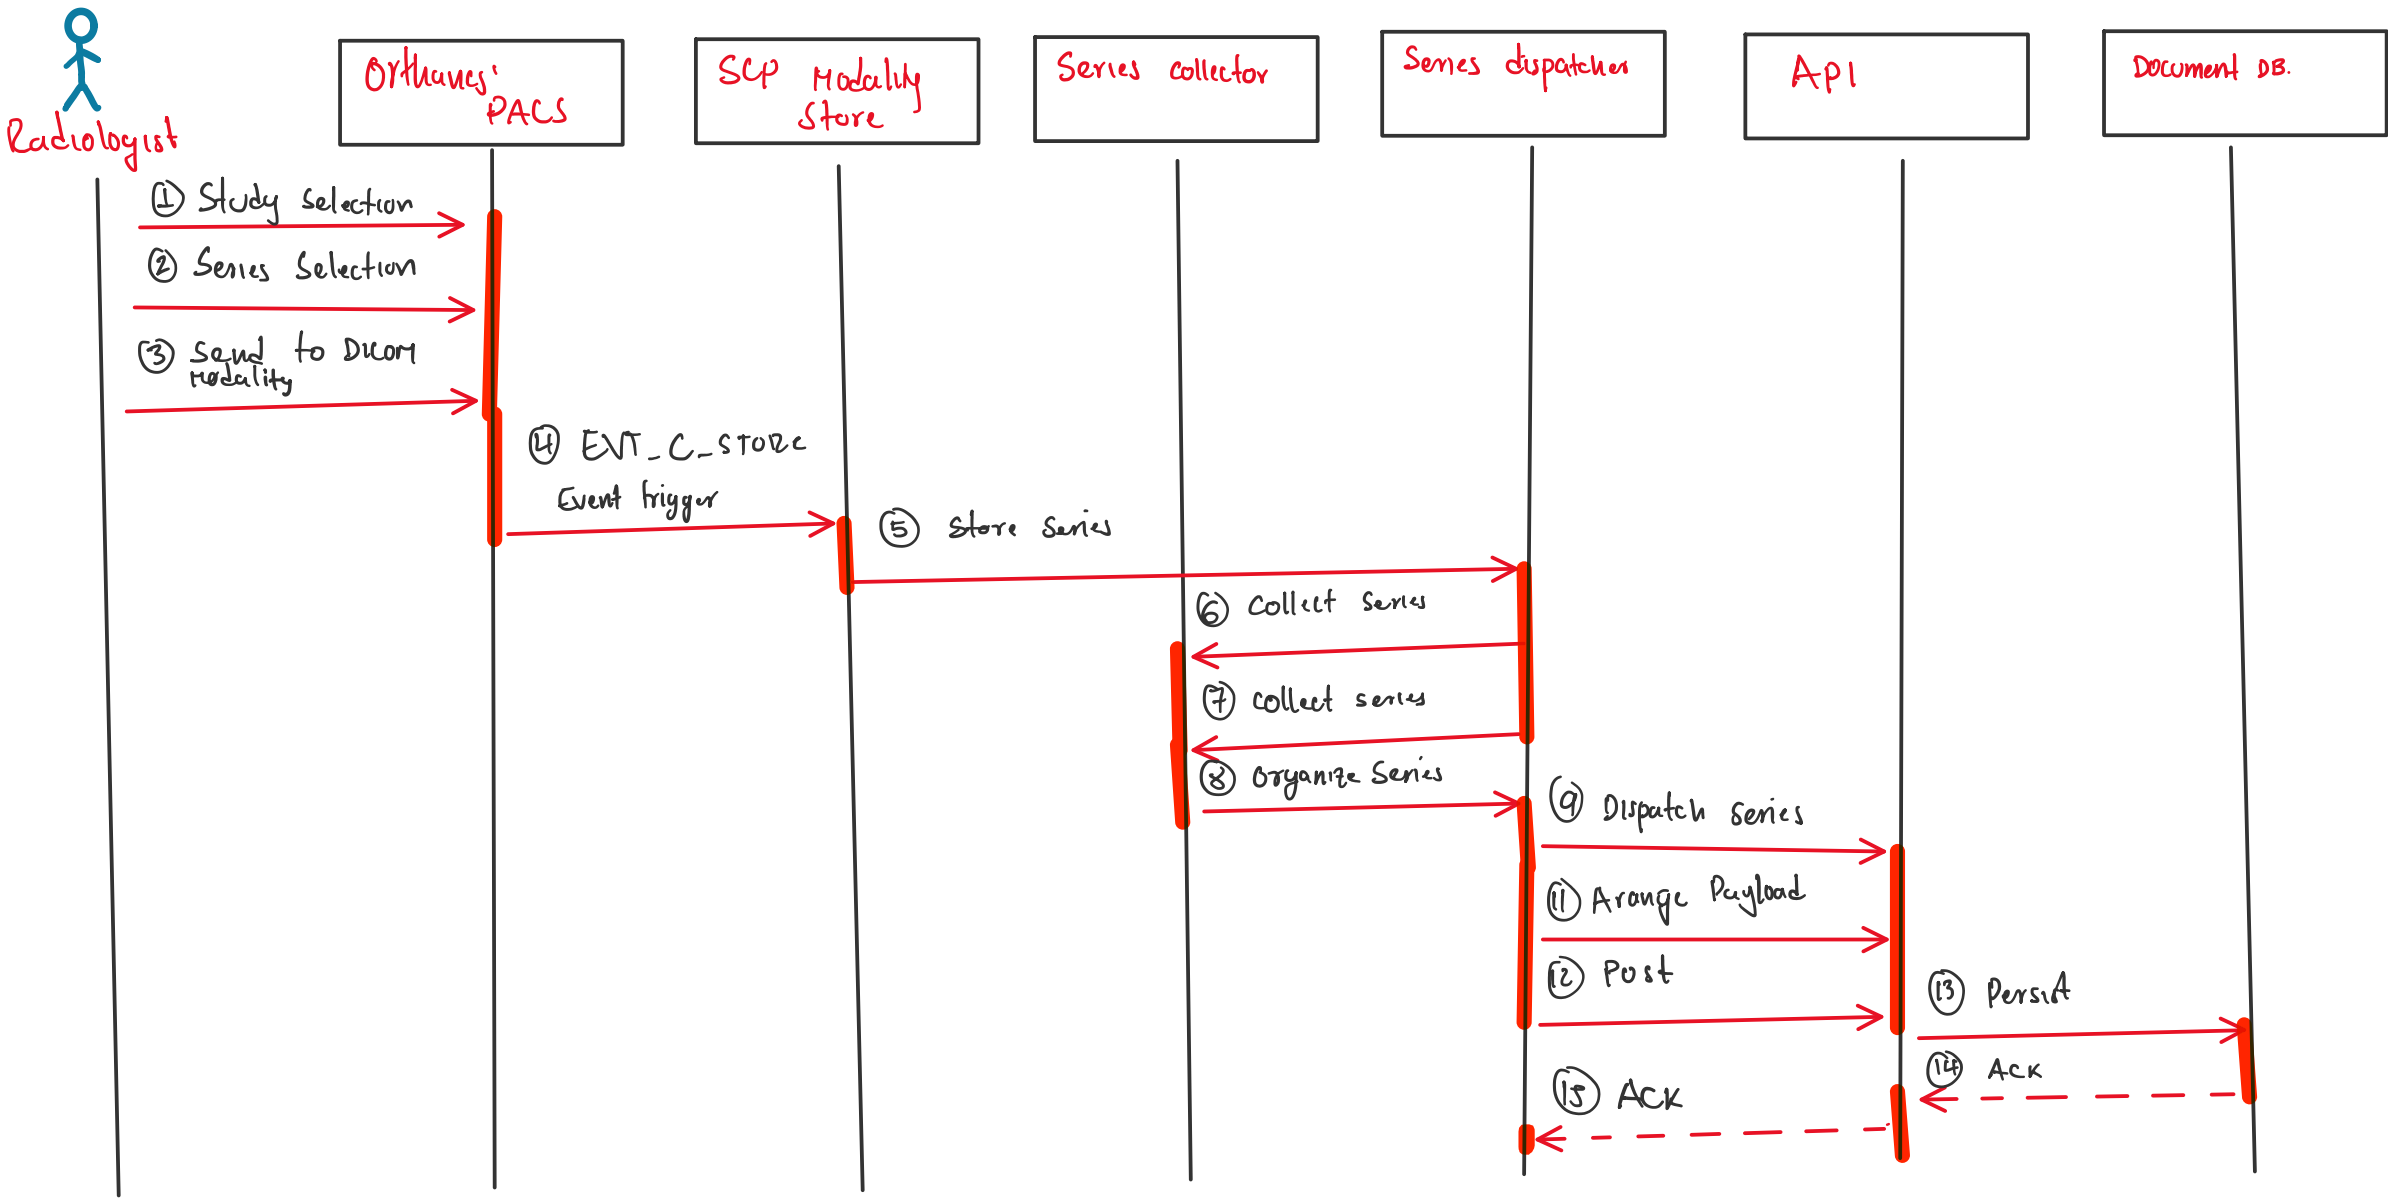 Radiologist
Orthanc's
PACS
SCP Modality
Store
Series collector
Series dispatcher
API
Document DB.
1 Study selection
2 Series Selection
3 Send to DICOM
Modality
4 EVT_C_STORE
Event trigger
5 Store Series
6 Collect Series
7 collect series
8 Organize Series
9 Dispatch Series
11 Arange Payload
12 Post
13 Persist
14 Ack
15 Ack